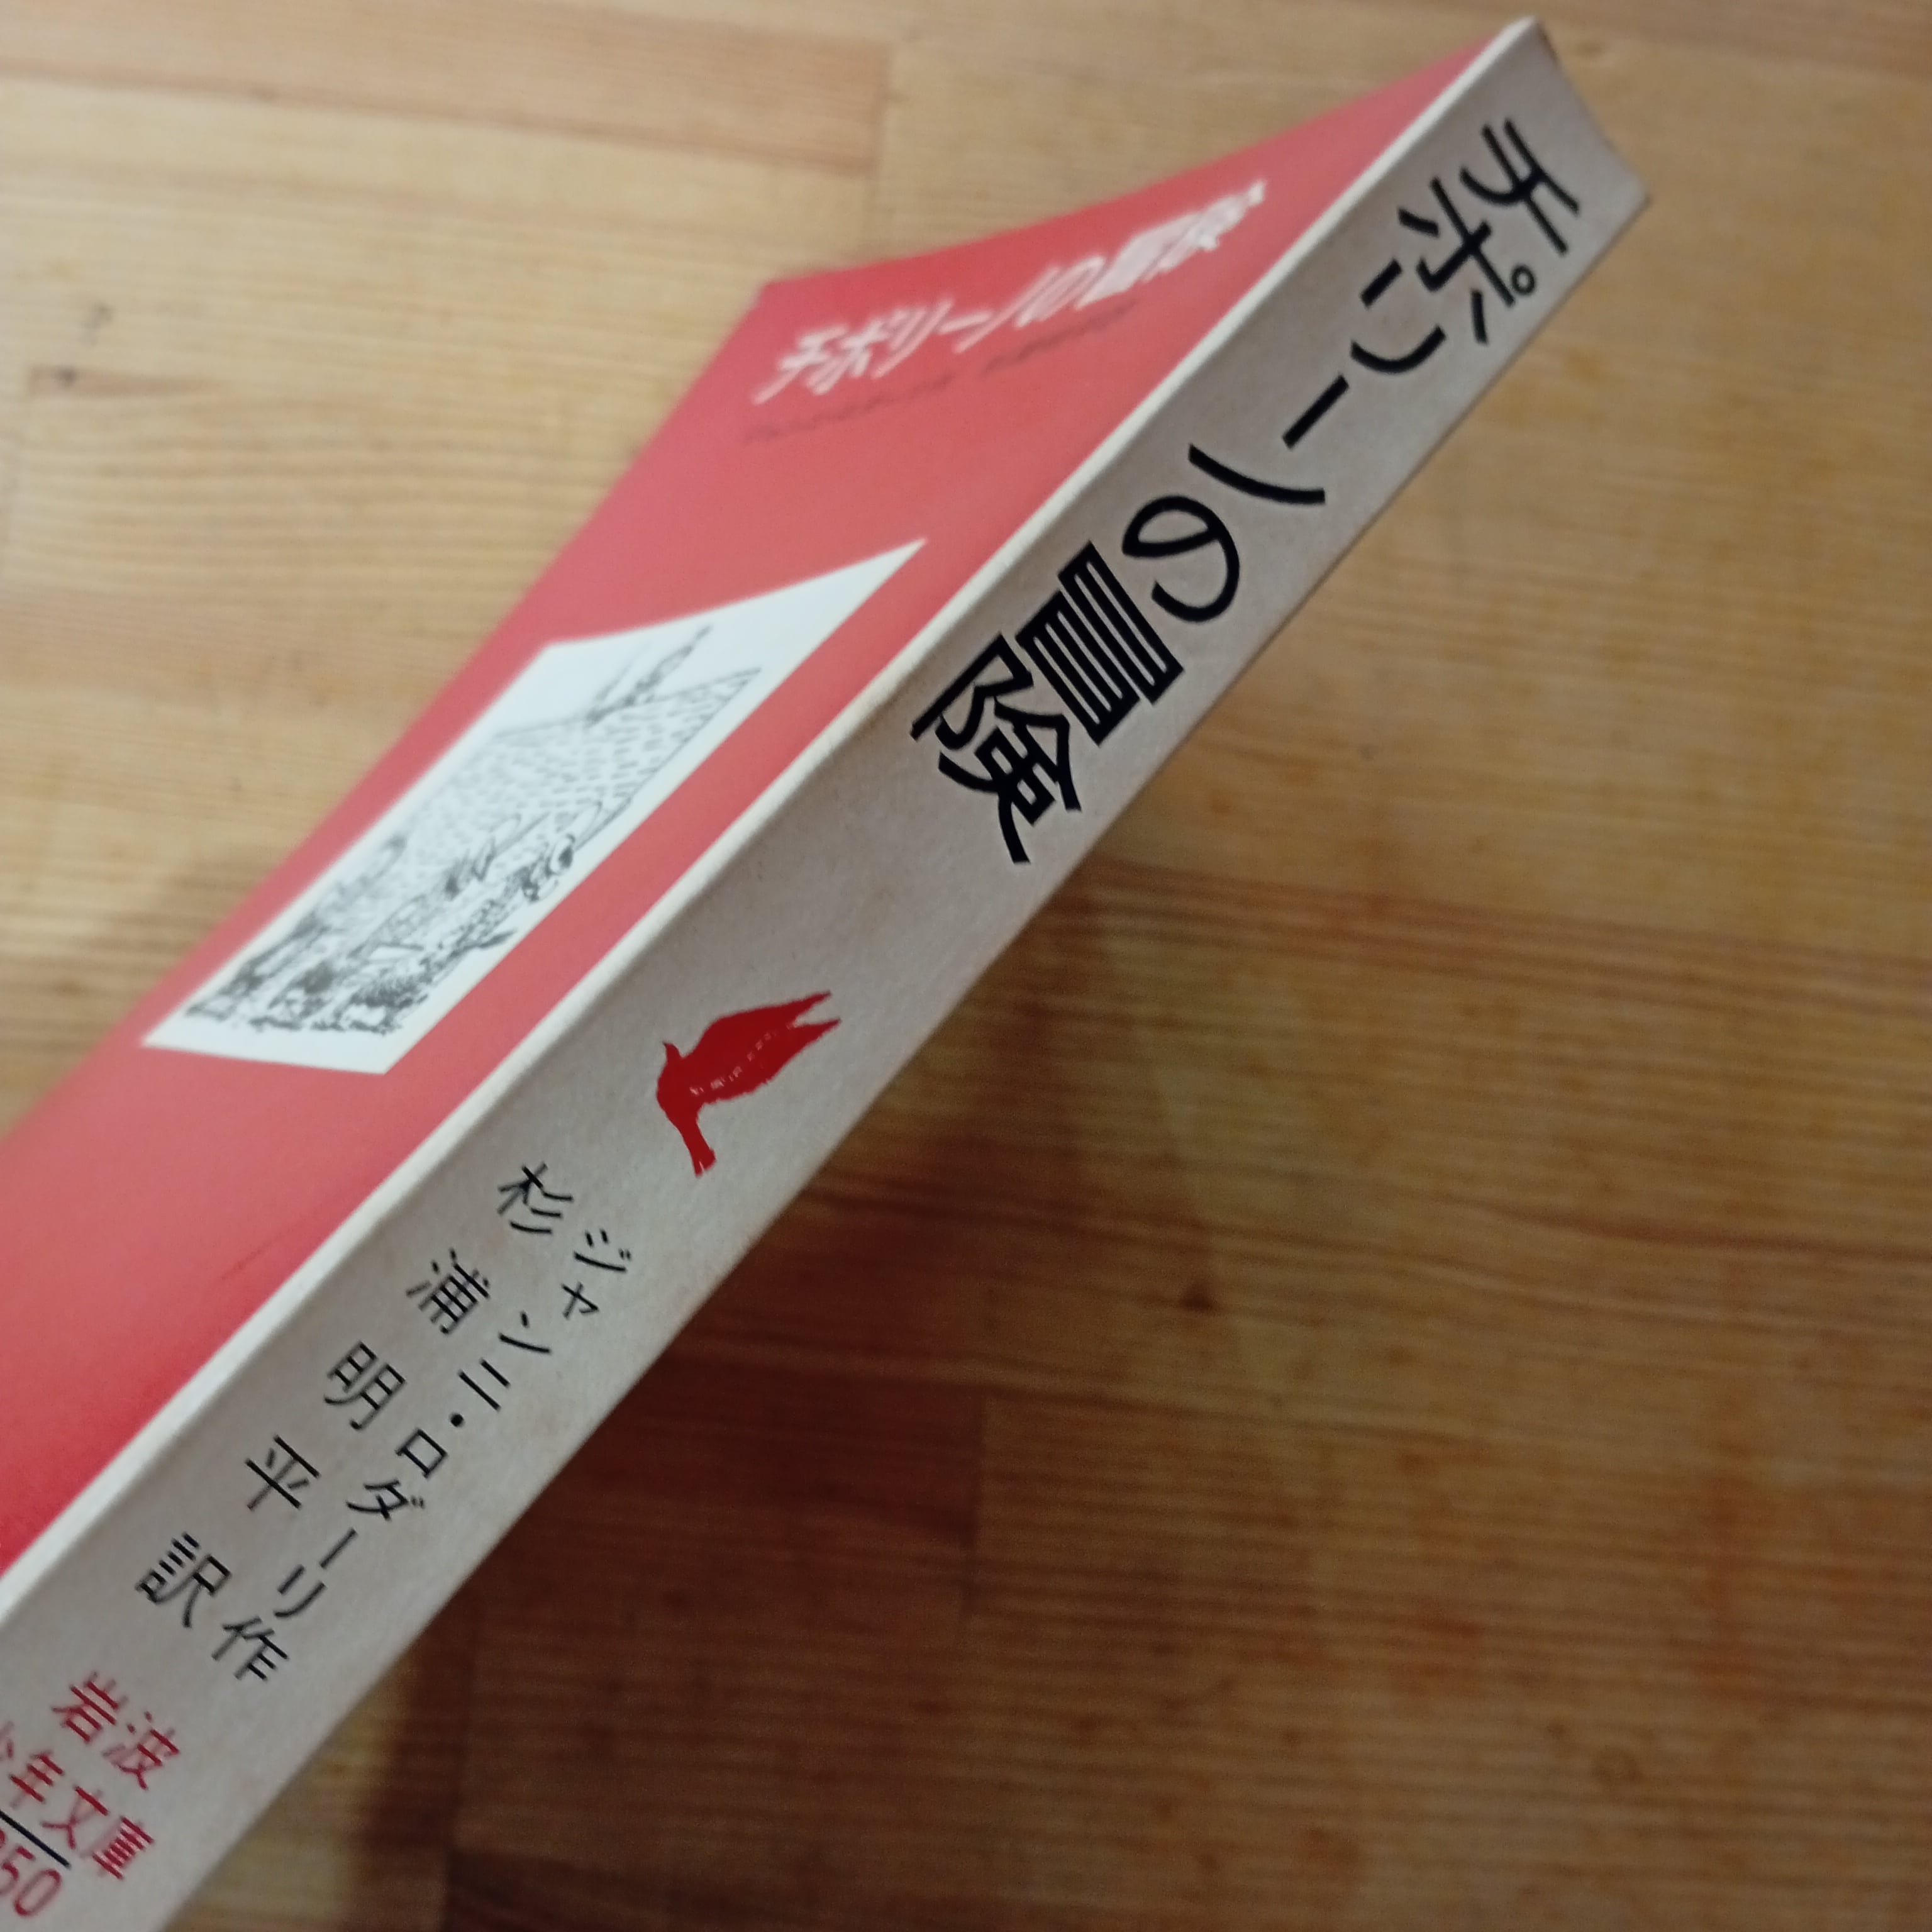 チポリーノの冒険
ジャンニ・ロダーリ作
杉浦明平訳
岩波
少年文庫
チポリーノの冒険